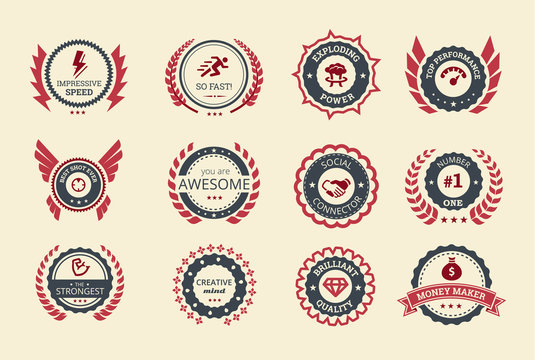 IMPRESSIVE
SPEED
SO FAST!
EXPLODING
POWER
TOP PERFORMANCE
BEST SHOT EVER
you are
AWESOME
SOCIAL
CONNECTOR
NUMBER
#1
ONE
THE
STRONGEST
CREATIVE
mind
BRILLIANT
QUALITY
$
MONEY MAKER